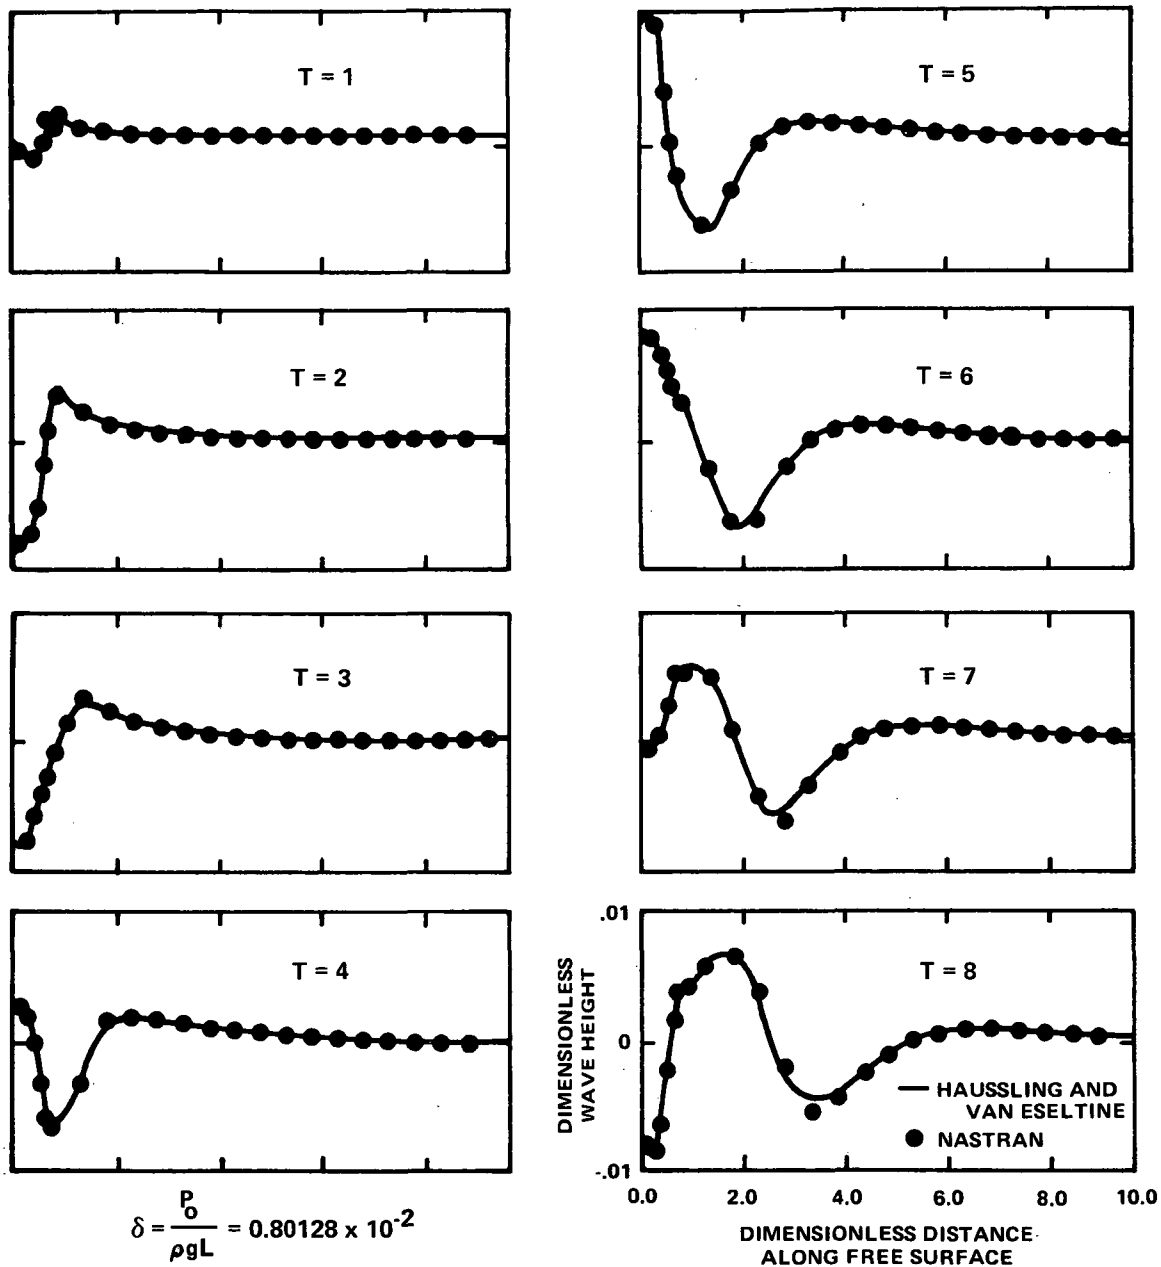 T = 1
T = 5
T = 2
T = 6
T = 3
T = 7
T = 4
T = 8
DIMENSIONLESS
WAVE HEIGHT
.01
0
-.01
HAUSSLING AND
VAN ESELTINE
NASTRAN
0.0 2.0 4.0 6.0 8.0 10.0
DIMENSIONLESS DISTANCE
ALONG FREE SURFACE
δ = P₀/ρgL = 0.80128 x 10⁻²